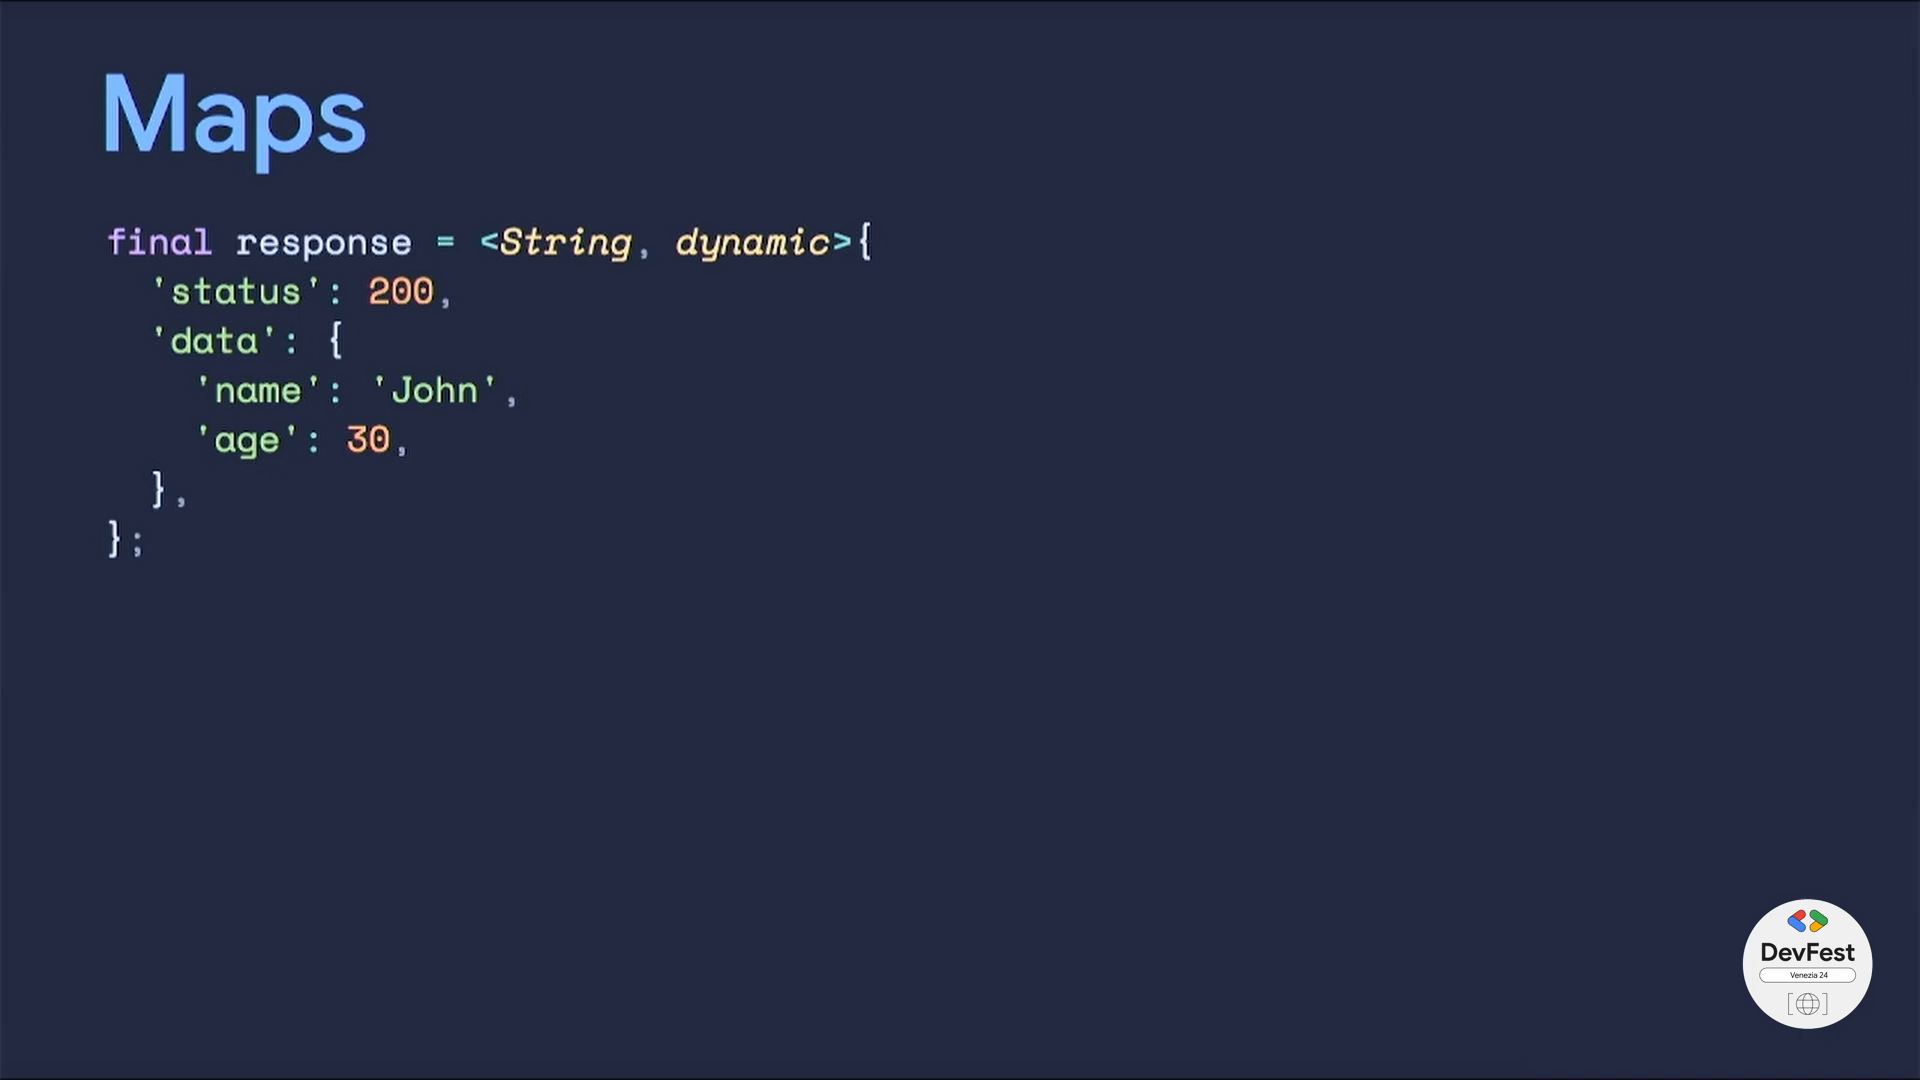 Maps
final response = <String, dynamic>{
  'status': 200,
  'data': {
    'name': 'John',
    'age': 30,
  },
};
DevFest
Venezia 24